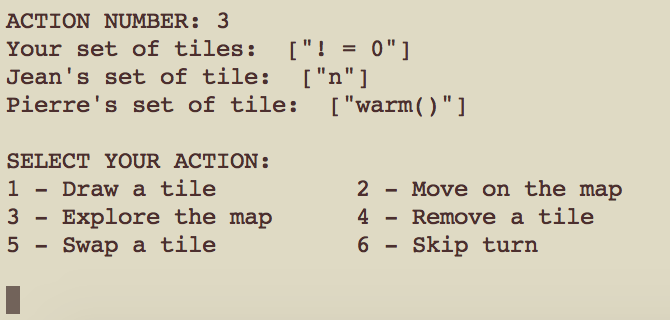 ACTION NUMBER: 3
Your set of tiles:  ["! = 0"]
Jean's set of tile:  ["n"]
Pierre's set of tile:  ["warm()"]
SELECT YOUR ACTION:
1 - Draw a tile          2 - Move on the map
3 - Explore the map      4 - Remove a tile
5 - Swap a tile          6 - Skip turn